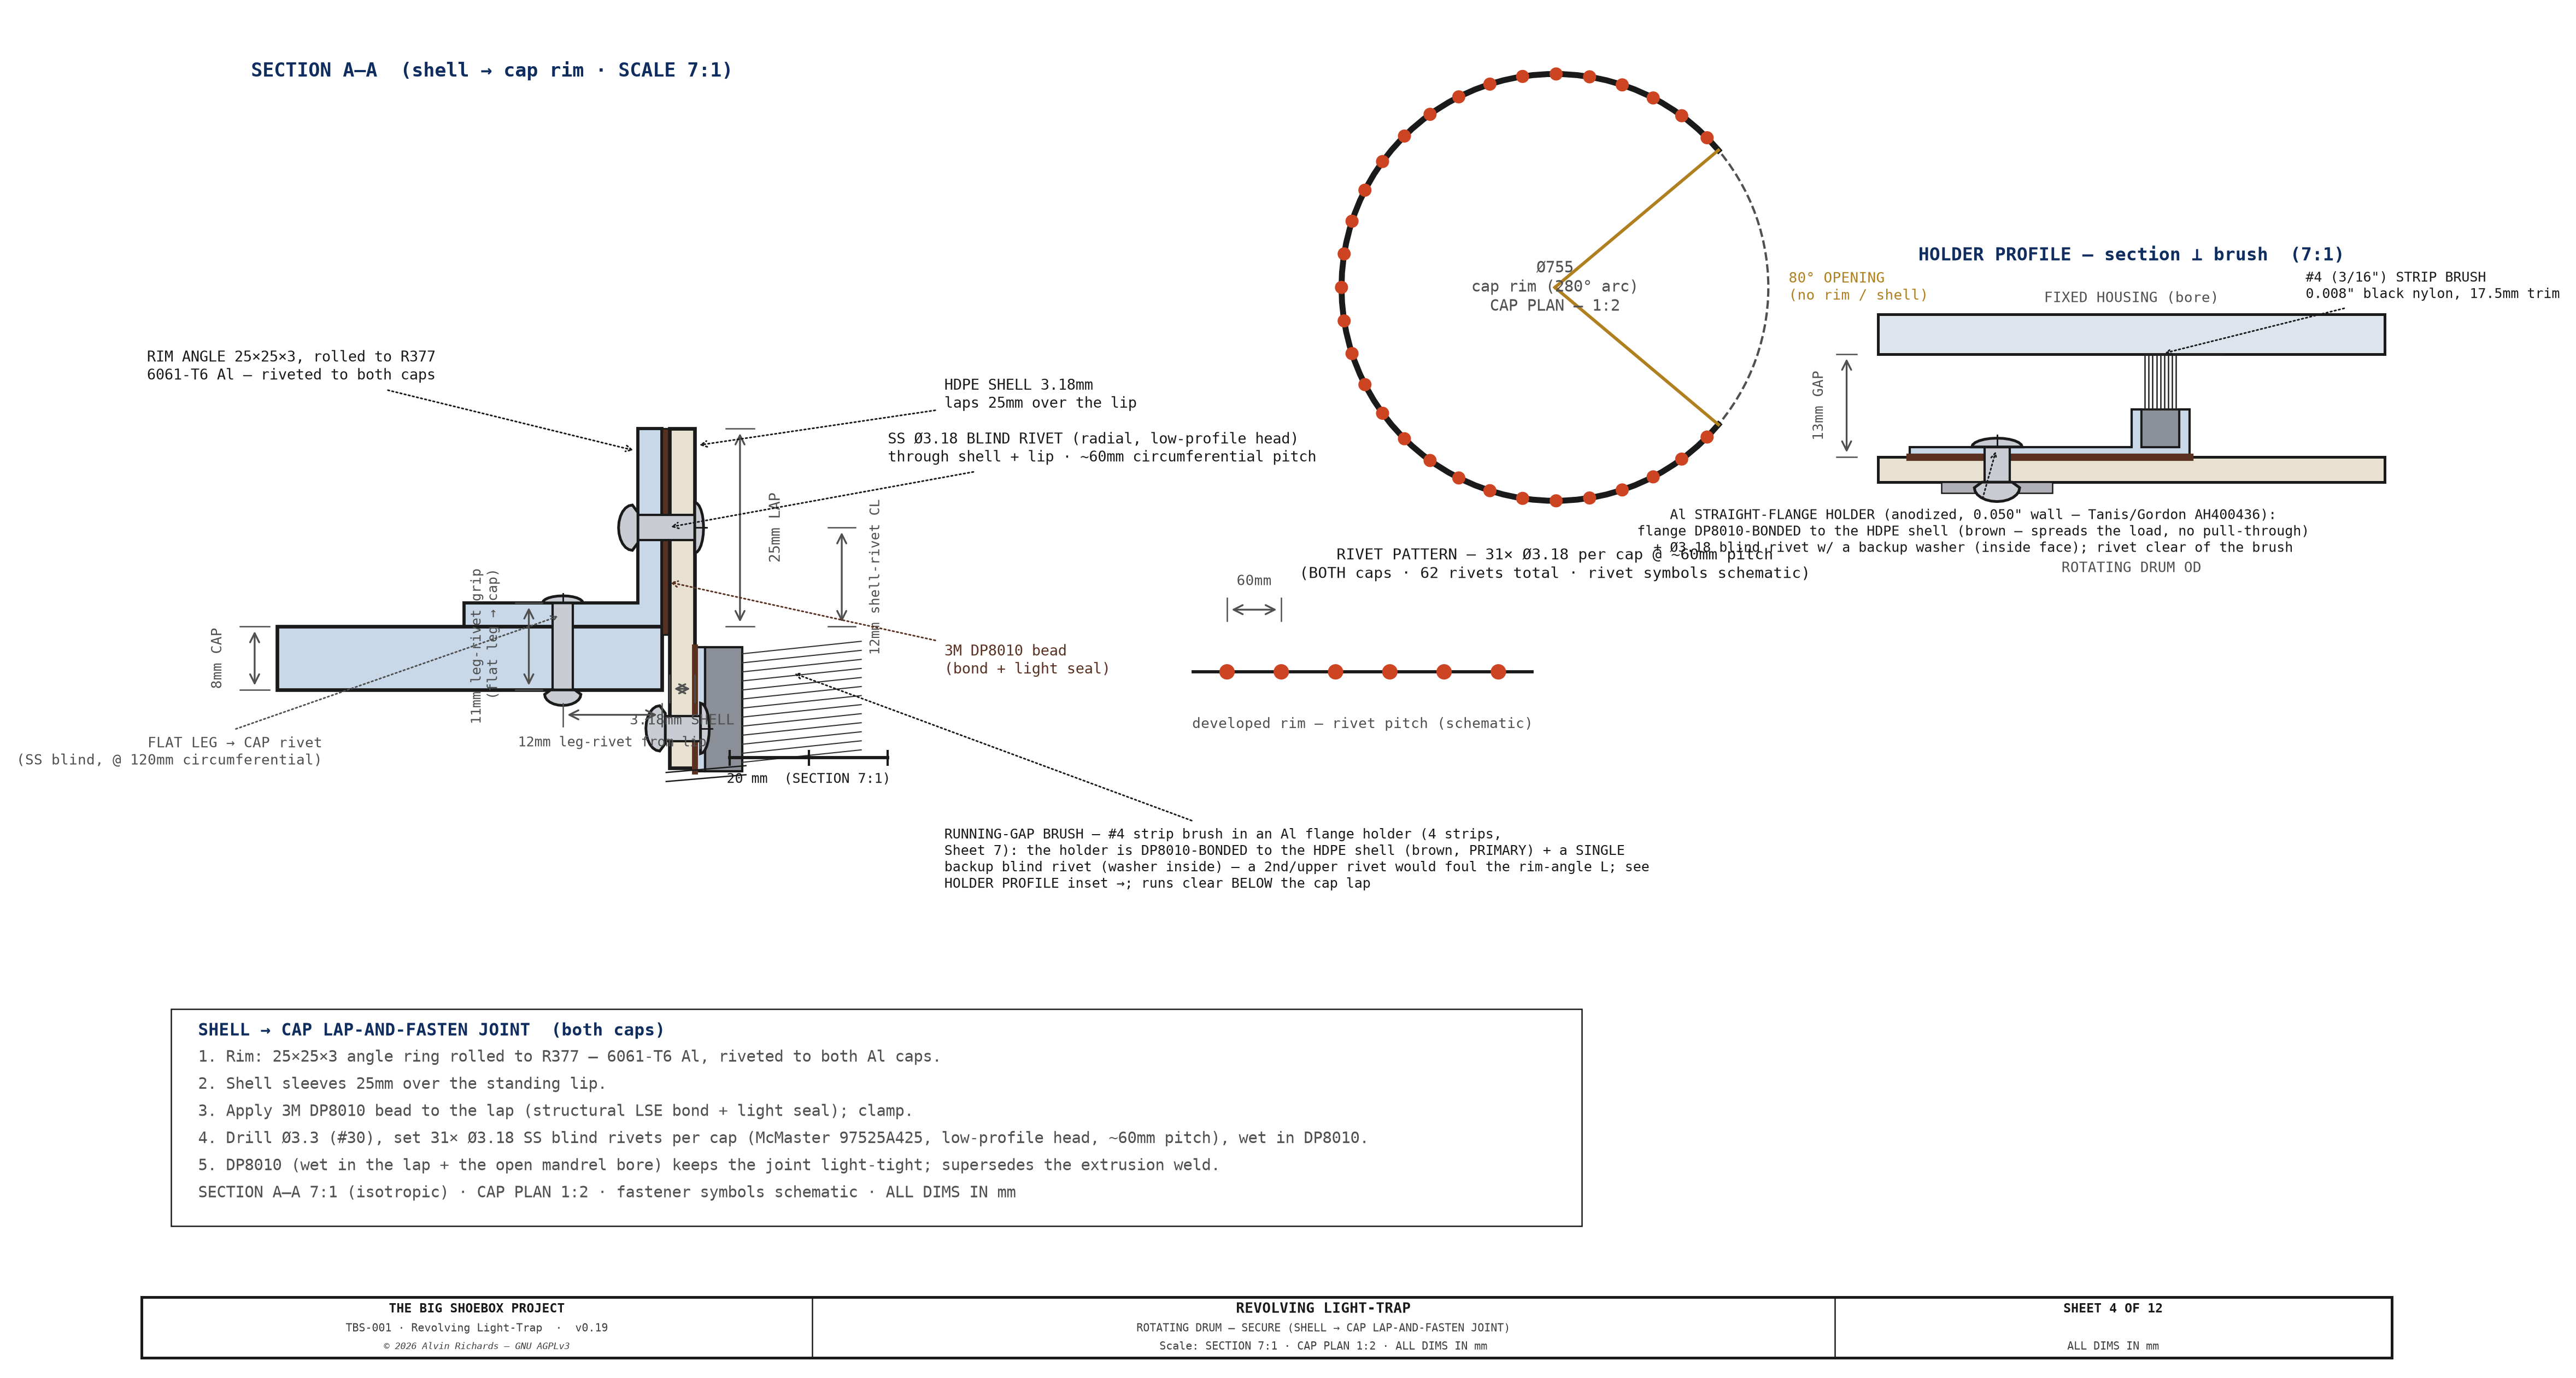 SECTION A–A  (shell → cap rim · SCALE 7:1)
RIM ANGLE 25×25×3, rolled to R377
6061-T6 Al — riveted to both caps
HDPE SHELL 3.18mm
laps 25mm over the lip
SS Ø3.18 BLIND RIVET (radial, low-profile head)
through shell + lip · ~60mm circumferential pitch
25mm LAP
12mm shell-rivet CL
8mm CAP
11mm leg-rivet grip
(flat leg → cap)
3M DP8010 bead
(bond + light seal)
3.18mm SHELL
12mm leg-rivet from lip
FLAT LEG → CAP rivet
(SS blind, @ 120mm circumferential)
20 mm  (SECTION 7:1)
RUNNING-GAP BRUSH — #4 strip brush in an Al flange holder (4 strips,
Sheet 7): the holder is DP8010-BONDED to the HDPE shell (brown, PRIMARY) + a SINGLE
backup blind rivet (washer inside) — a 2nd/upper rivet would foul the rim-angle L; see
HOLDER PROFILE inset →; runs clear BELOW the cap lap
Ø755
cap rim (280° arc)
CAP PLAN — 1:2
80° OPENING
(no rim / shell)
RIVET PATTERN — 31× Ø3.18 per cap @ ~60mm pitch
(BOTH caps · 62 rivets total · rivet symbols schematic)
60mm
developed rim — rivet pitch (schematic)
HOLDER PROFILE — section ⊥ brush  (7:1)
#4 (3/16") STRIP BRUSH
0.008" black nylon, 17.5mm trim
FIXED HOUSING (bore)
13mm GAP
Al STRAIGHT-FLANGE HOLDER (anodized, 0.050" wall — Tanis/Gordon AH400436):
flange DP8010-BONDED to the HDPE shell (brown — spreads the load, no pull-through)
+ Ø3.18 blind rivet w/ a backup washer (inside face); rivet clear of the brush
ROTATING DRUM OD
SHELL → CAP LAP-AND-FASTEN JOINT  (both caps)
1. Rim: 25×25×3 angle ring rolled to R377 — 6061-T6 Al, riveted to both Al caps.
2. Shell sleeves 25mm over the standing lip.
3. Apply 3M DP8010 bead to the lap (structural LSE bond + light seal); clamp.
4. Drill Ø3.3 (#30), set 31× Ø3.18 SS blind rivets per cap (McMaster 97525A425, low-profile head, ~60mm pitch), wet in DP8010.
5. DP8010 (wet in the lap + the open mandrel bore) keeps the joint light-tight; supersedes the extrusion weld.
SECTION A–A 7:1 (isotropic) · CAP PLAN 1:2 · fastener symbols schematic · ALL DIMS IN mm
THE BIG SHOEBOX PROJECT
TBS-001 · Revolving Light-Trap  ·  v0.19
© 2026 Alvin Richards — GNU AGPLv3
REVOLVING LIGHT-TRAP
ROTATING DRUM — SECURE (SHELL → CAP LAP-AND-FASTEN JOINT)
Scale: SECTION 7:1 · CAP PLAN 1:2 · ALL DIMS IN mm
SHEET 4 OF 12
ALL DIMS IN mm